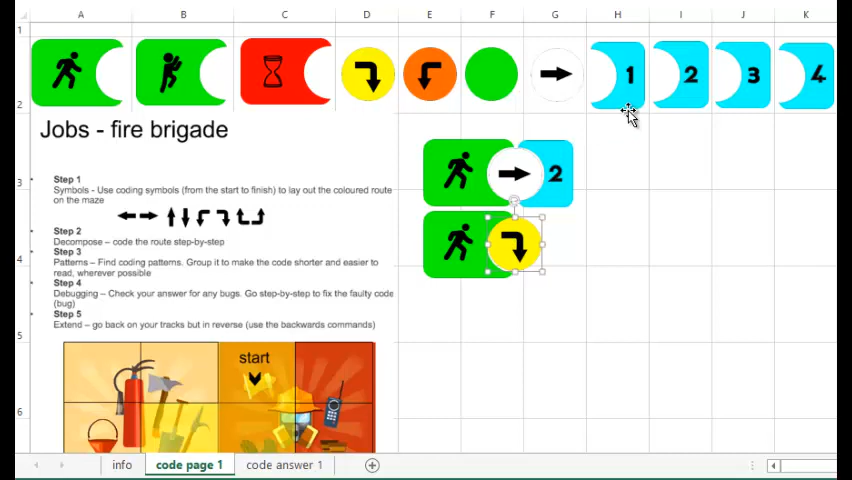 A B C D E F G H I J K
1
2
1 2 3 4
Jobs - fire brigade
Step 1
Symbols - Use coding symbols (from the start to finish) to lay out the coloured route
on the maze
Step 2
Decompose – code the route step-by-step
Step 3
Patterns – Find coding patterns. Group it to make the code shorter and easier to
read, wherever possible
Step 4
Debugging – Check your answer for any bugs. Go step-by-step to fix the faulty code
(bug)
Step 5
Extend – go back on your tracks but in reverse (use the backwards commands)
3
2
4
5
start
6
info code page 1 code answer 1